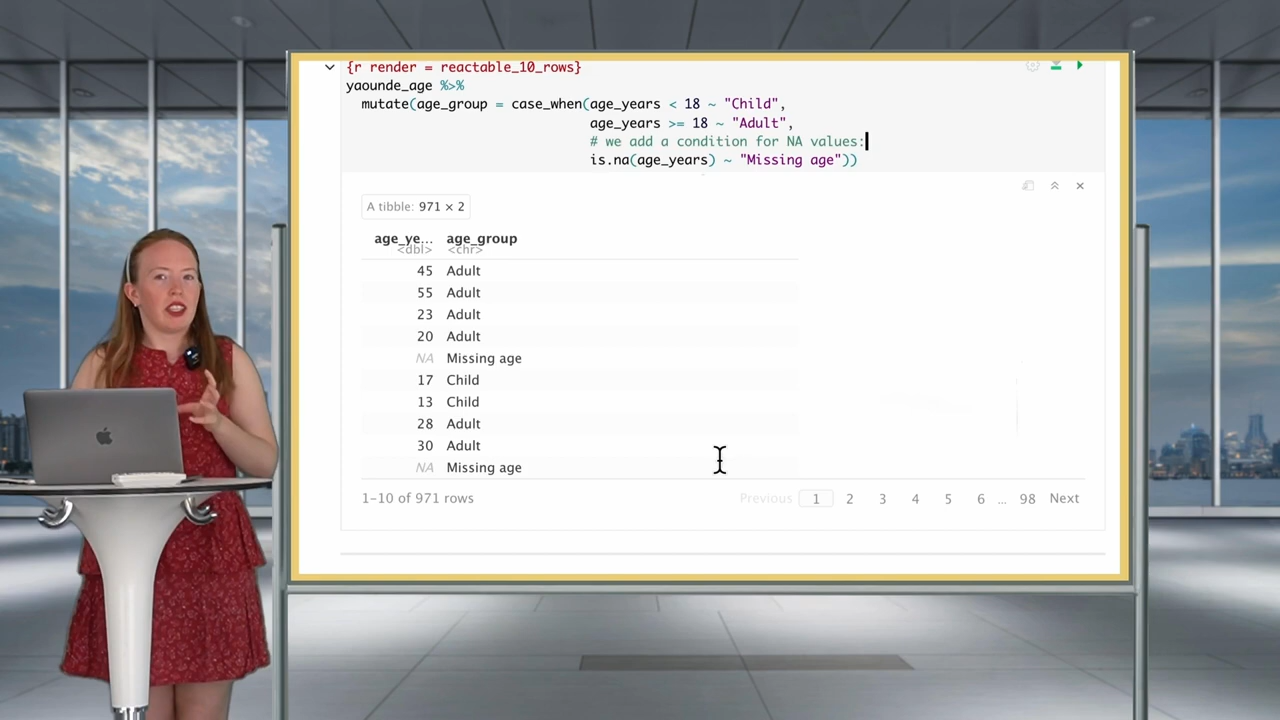 {r render = reactable_10_rows}
yaounde_age %>%
mutate(age_group = case_when(age_years < 18 ~ "Child",
age_years >= 18 ~ "Adult",
# we add a condition for NA values:
is.na(age_years) ~ "Missing age"))
A tibble: 971 × 2
age_ye... age_group
<dbl> <chr>
45 Adult
55 Adult
23 Adult
20 Adult
NA Missing age
17 Child
13 Child
28 Adult
30 Adult
NA Missing age
1–10 of 971 rows Previous 1 2 3 4 5 6 ... 98 Next